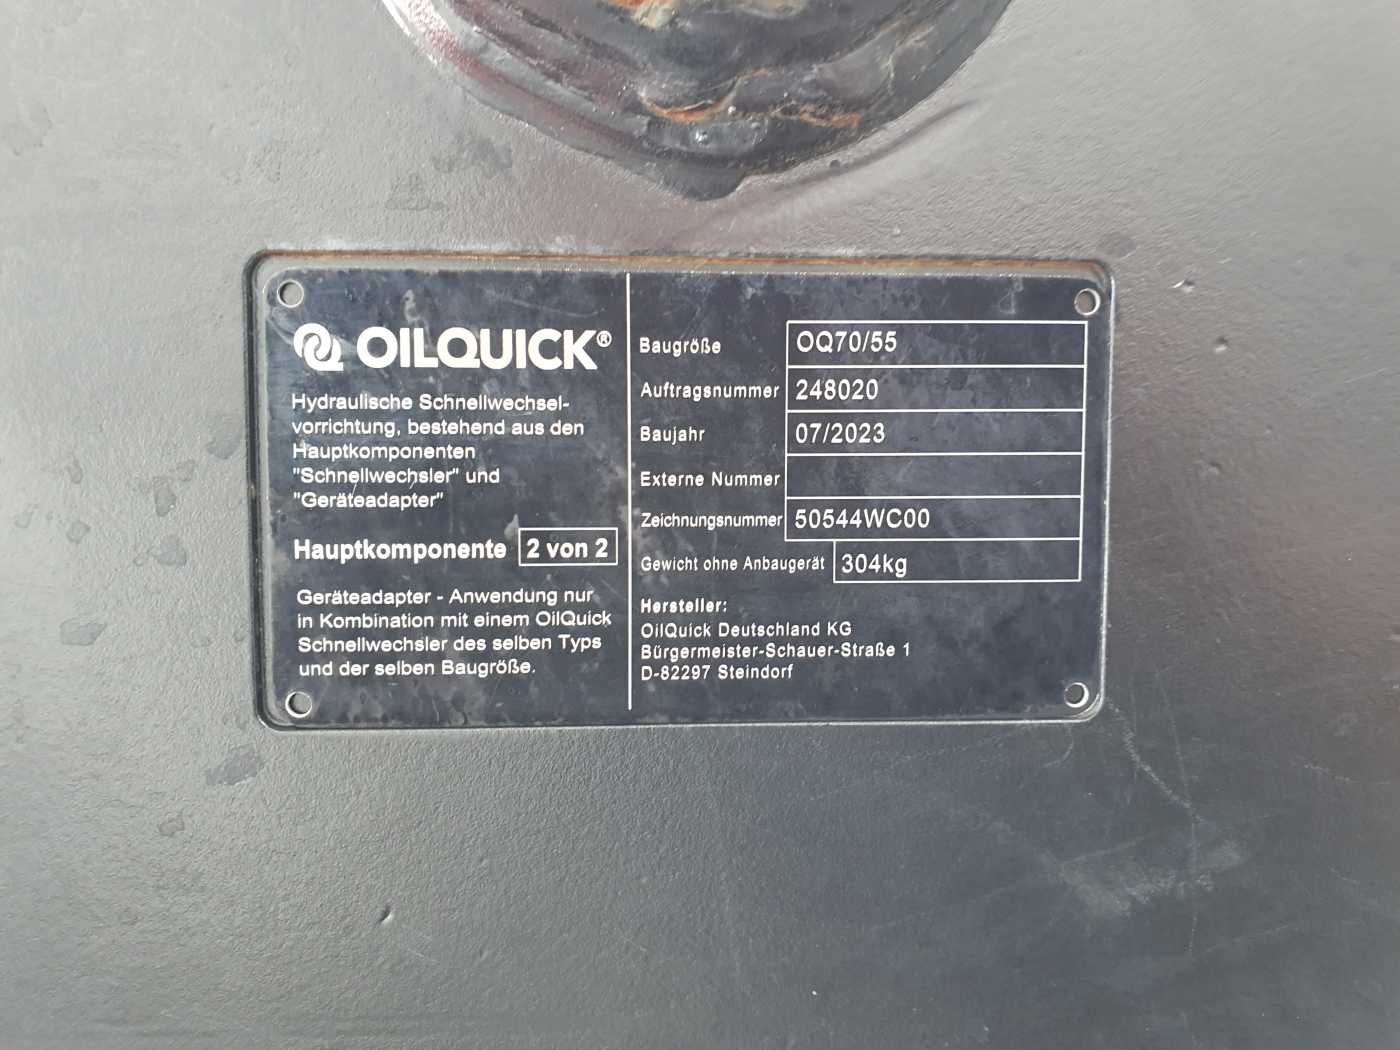 OILQUICK®
Hydraulische Schnellwechsel-
vorrichtung, bestehend aus den
Hauptkomponenten
"Schnellwechsler" und
"Geräteadapter"
Hauptkomponente 2 von 2
Geräteadapter - Anwendung nur
in Kombination mit einem OilQuick
Schnellwechsler des selben Typs
und der selben Baugröße.
Baugröße OQ70/55
Auftragsnummer 248020
Baujahr 07/2023
Externe Nummer
Zeichnungsnummer 50544WC00
Gewicht ohne Anbaugerät 304kg
Hersteller:
OilQuick Deutschland KG
Bürgermeister-Schauer-Straße 1
D-82297 Steindorf